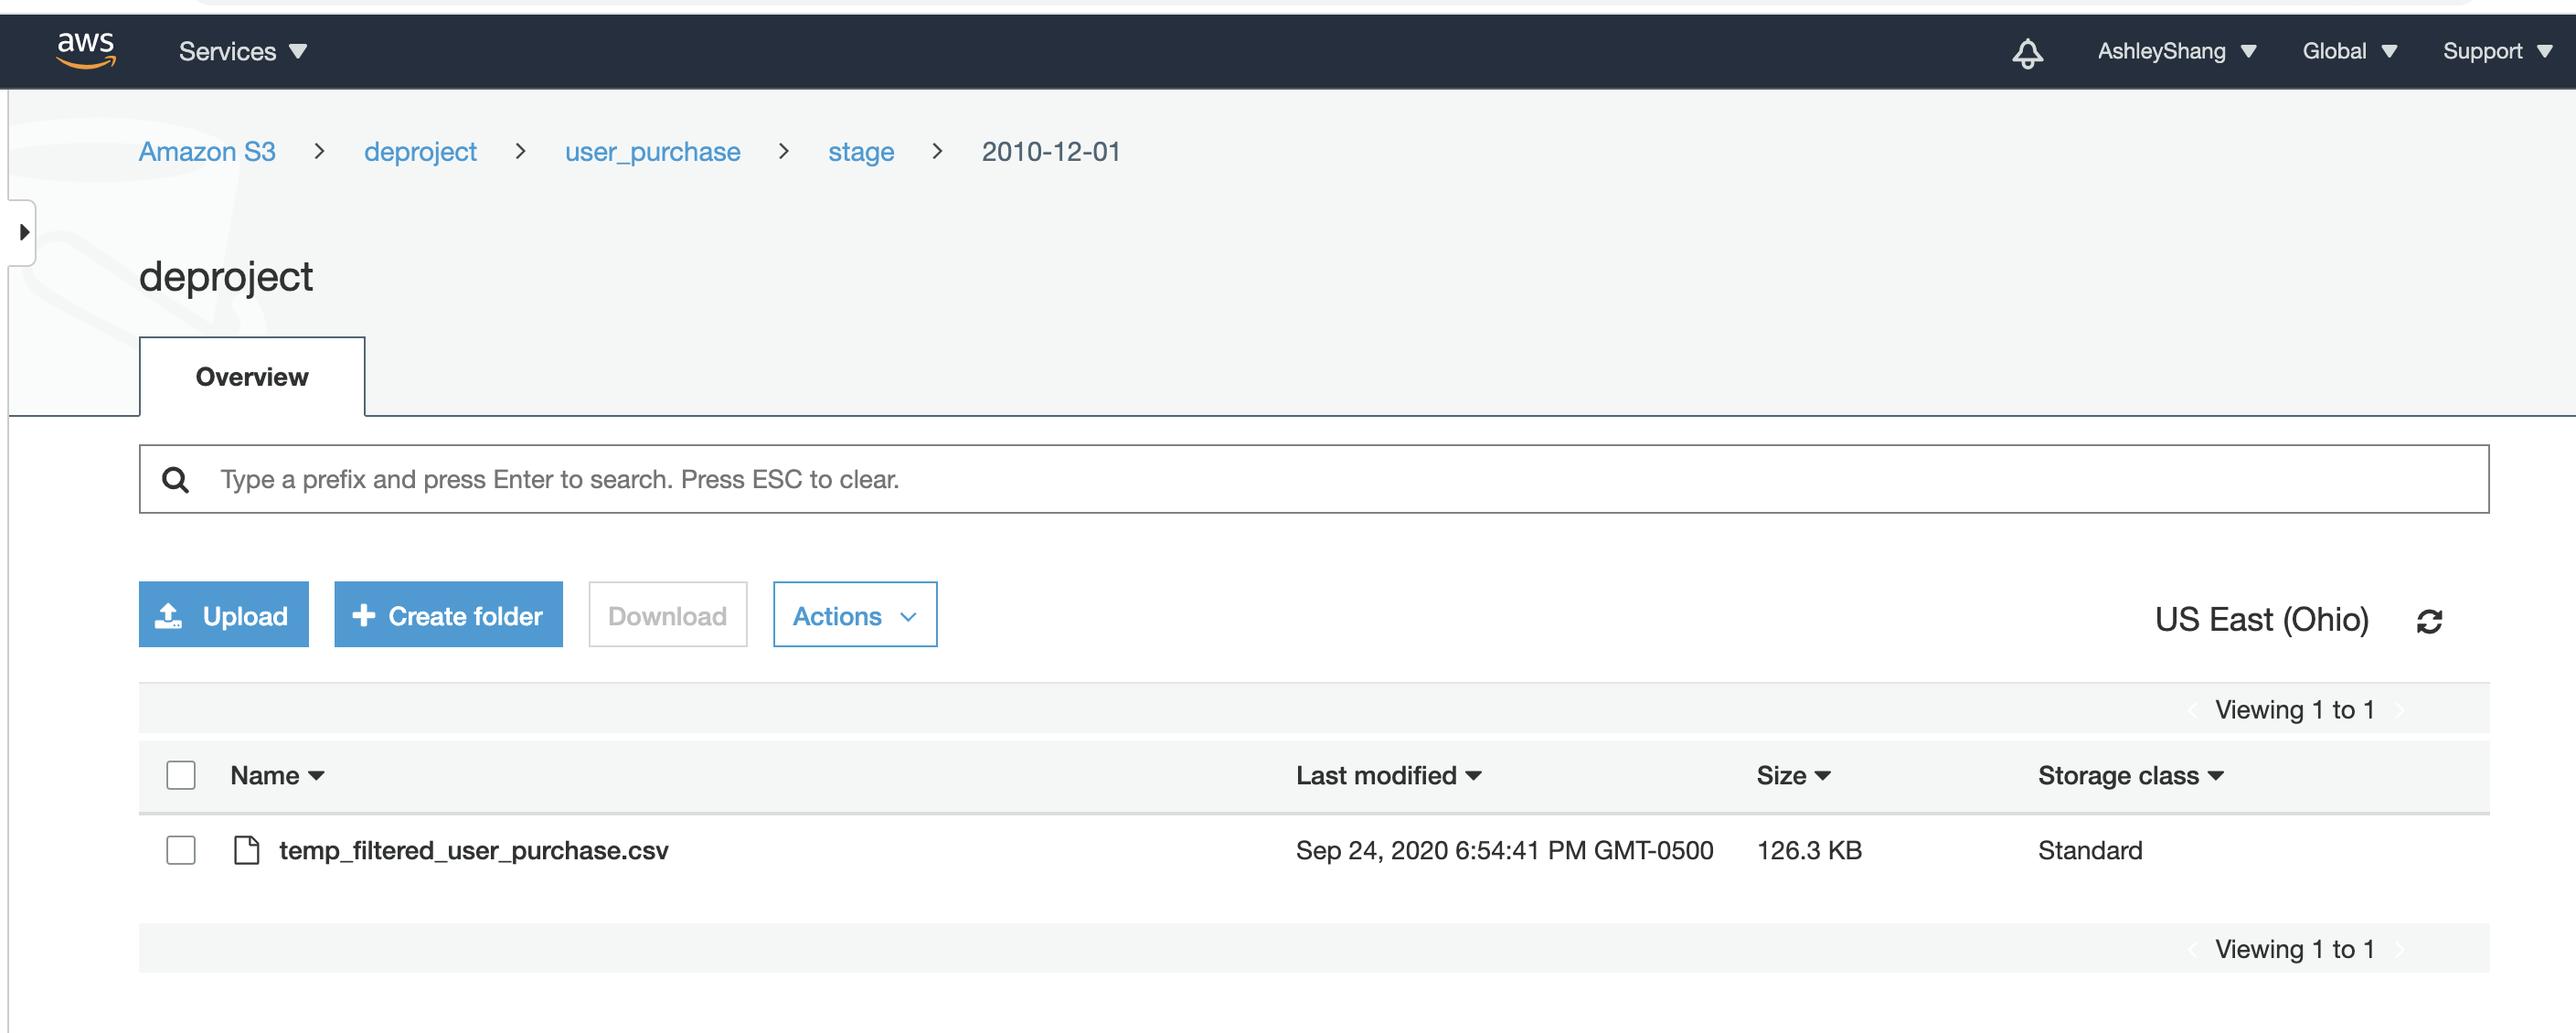 aws Services AshleyShang Global Support
Amazon S3 > deproject > user_purchase > stage > 2010-12-01
deproject
Overview
Type a prefix and press Enter to search. Press ESC to clear.
Upload Create folder Download Actions US East (Ohio)
Viewing 1 to 1
Name Last modified Size Storage class
temp_filtered_user_purchase.csv Sep 24, 2020 6:54:41 PM GMT-0500 126.3 KB Standard
Viewing 1 to 1